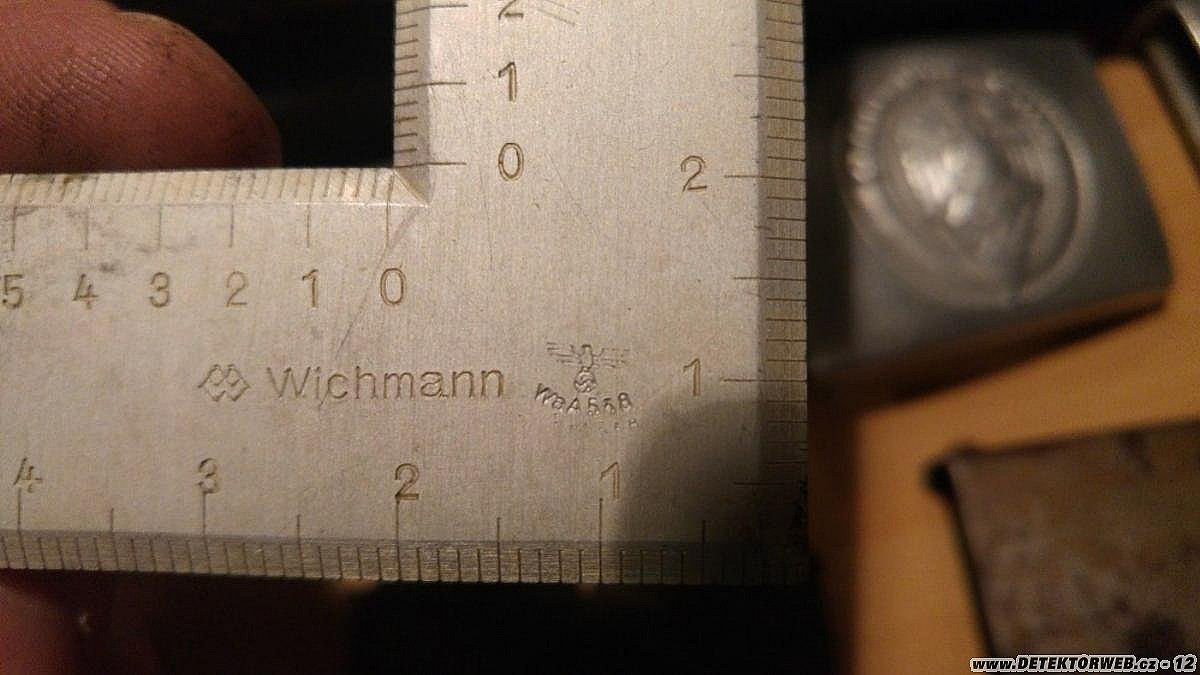 2
1
0
2
5 4 3 2 1 0
Wichmann
WaA568
1
4 3 2 1
www.DETEKTORWEB.cz - 12